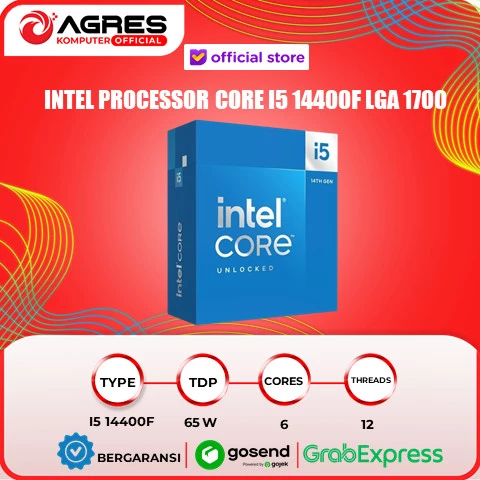 AGRES
KOMPUTER OFFICIAL
official store
INTEL PROCESSOR CORE I5 14400F LGA 1700
i5
14TH GEN
i5
intel
CORE
UNLOCKED
intel CORE
TYPE
TDP
CORES
THREADS
I5 14400F
65 W
6
12
BERGARANSI
gosend
Powered by gojek
GrabExpress